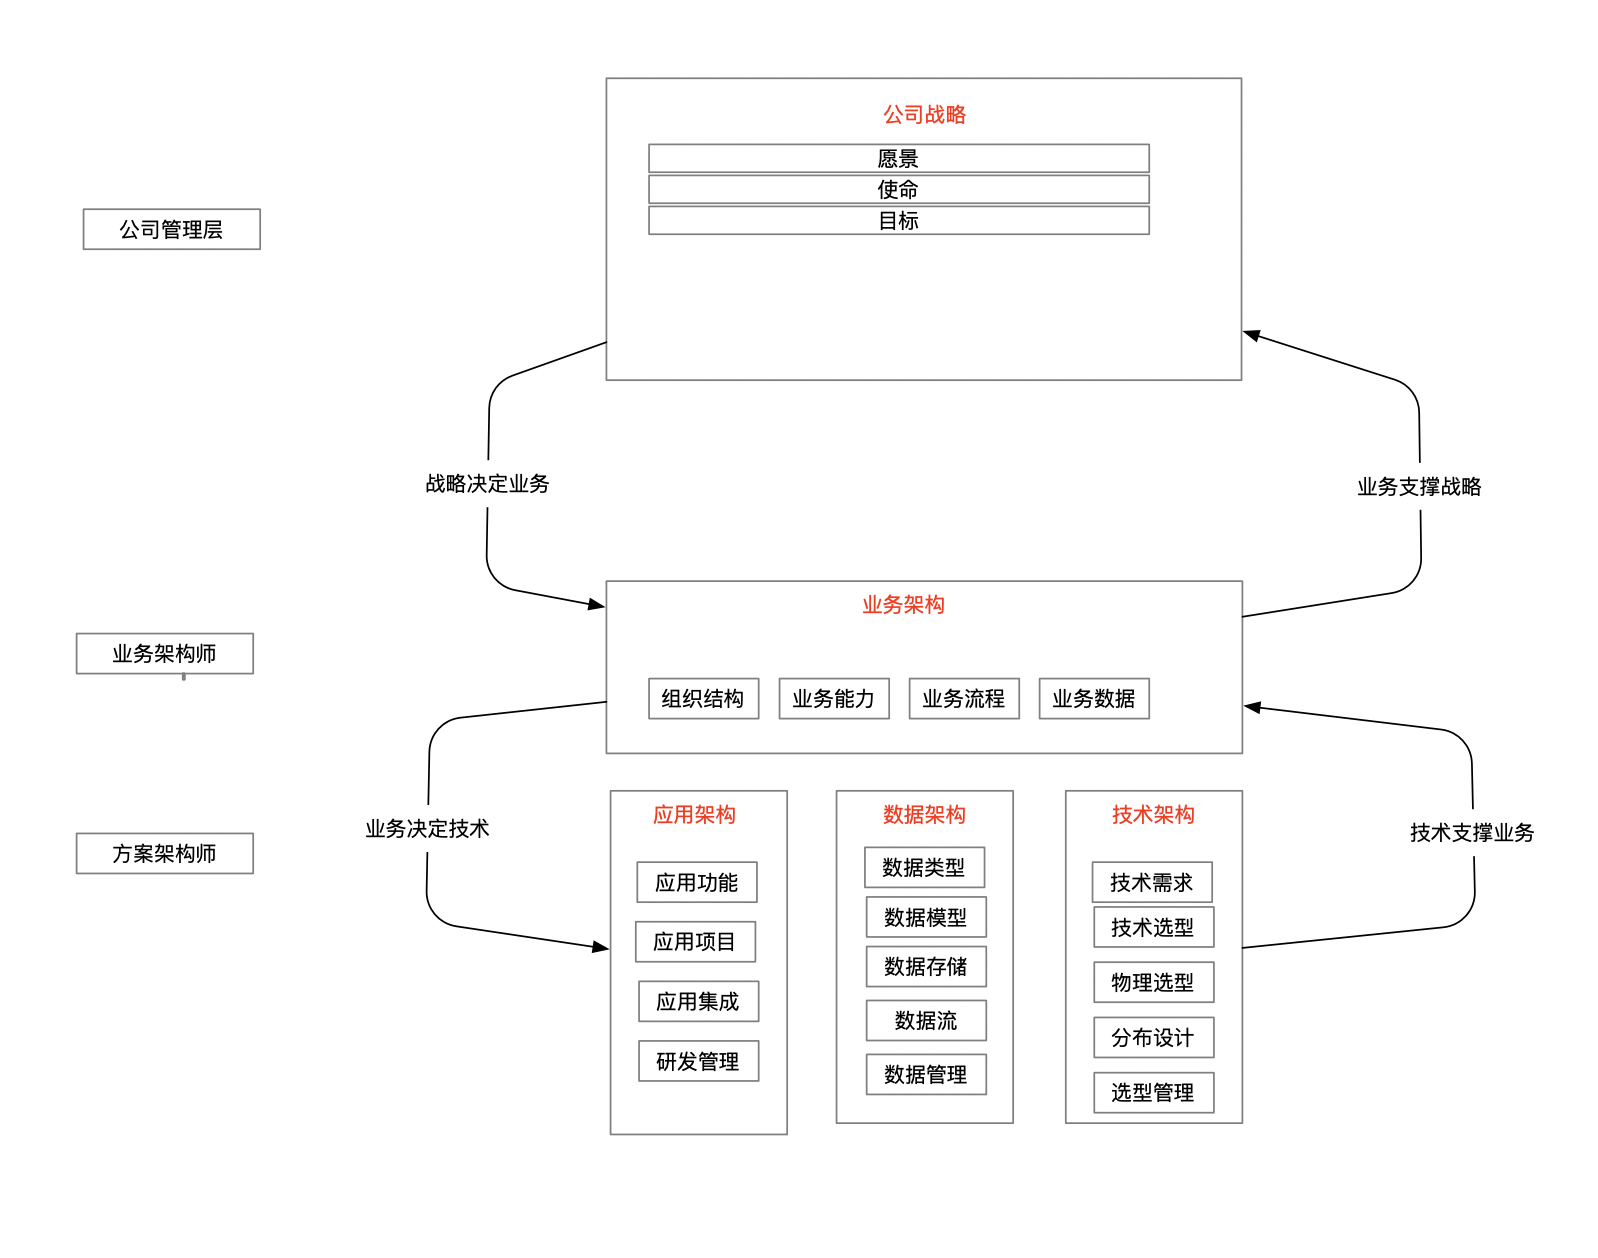 公司战略
愿景
使命
目标
公司管理层
战略决定业务
业务支撑战略
业务架构
业务架构师
组织结构
业务能力
业务流程
业务数据
业务决定技术
技术支撑业务
方案架构师
应用架构
应用功能
应用项目
应用集成
研发管理
数据架构
数据类型
数据模型
数据存储
数据流
数据管理
技术架构
技术需求
技术选型
物理选型
分布设计
选型管理